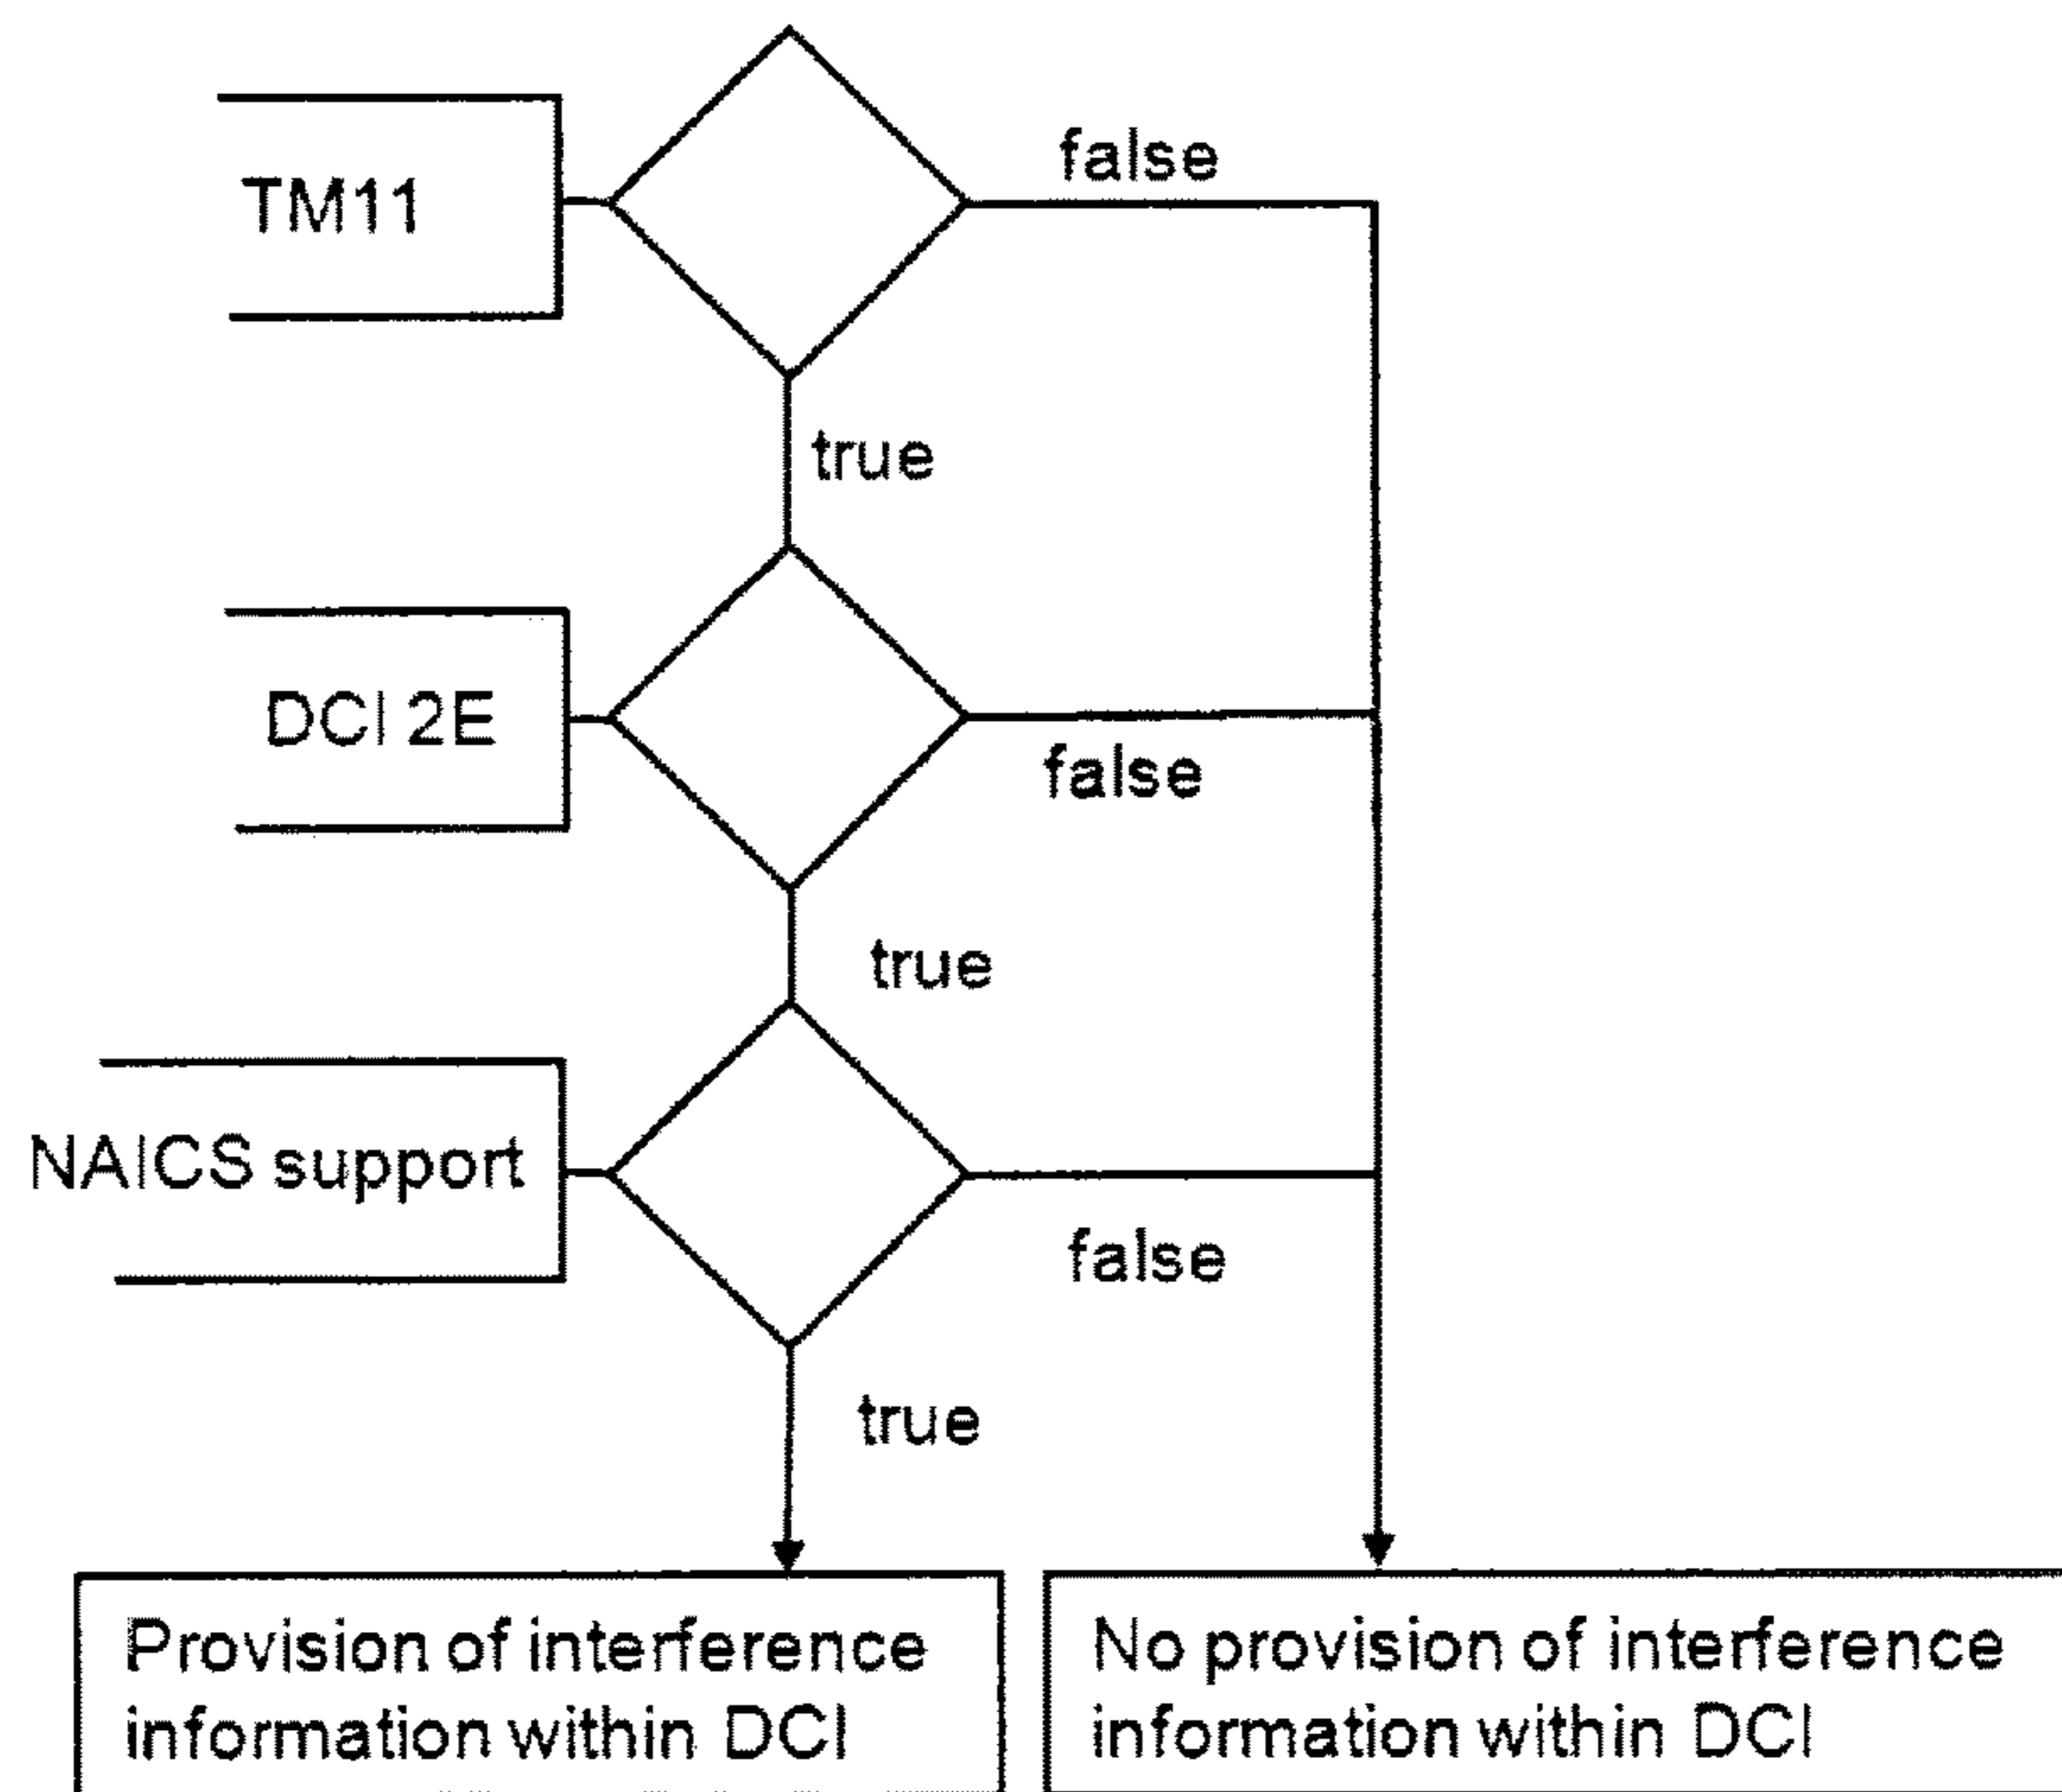 false
TM11
true
DCI 2E
false
true
NAICS support
false
true
Provision of interference
information within DCI
No provision of interference
information within DCI